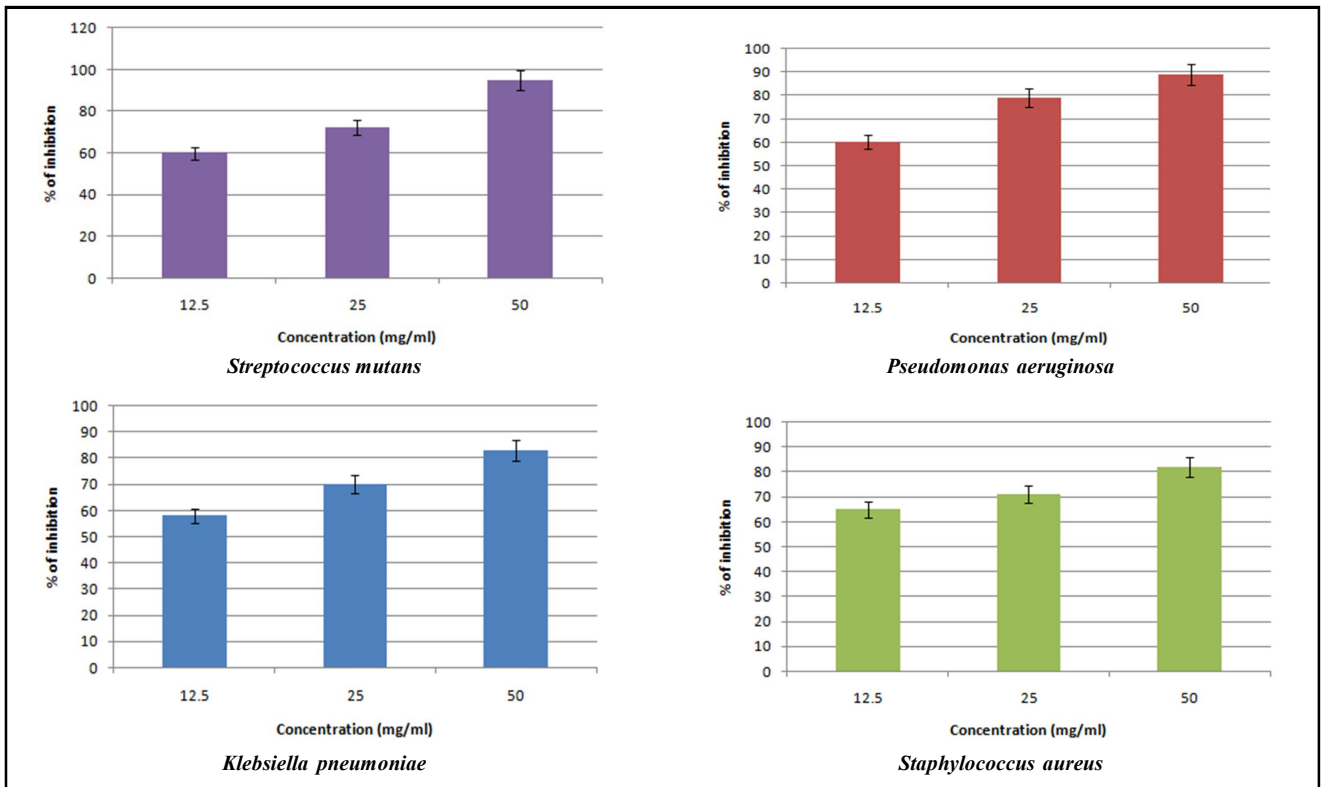 120
100
80
60
40
20
0
% of inhibition
12.5 25 50
Concentration (mg/ml)
Streptococcus mutans
100
90
80
70
60
50
40
30
20
10
0
% of inhibition
12.5 25 50
Concentration (mg/ml)
Pseudomonas aeruginosa
100
90
80
70
60
50
40
30
20
10
0
% of inhibition
12.5 25 50
Concentration (mg/ml)
Klebsiella pneumoniae
100
90
80
70
60
50
40
30
20
10
0
% of inhibition
12.5 25 50
Concentration (mg/ml)
Staphylococcus aureus